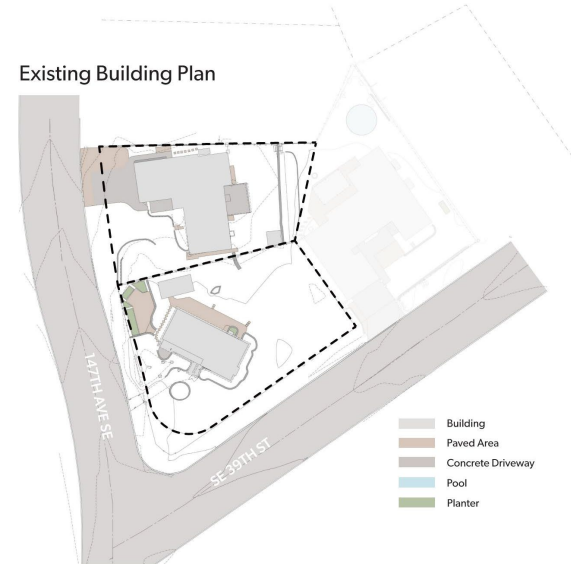 Existing Building Plan
147TH AVE SE
SE 39TH ST
Building
Paved Area
Concrete Driveway
Pool
Planter